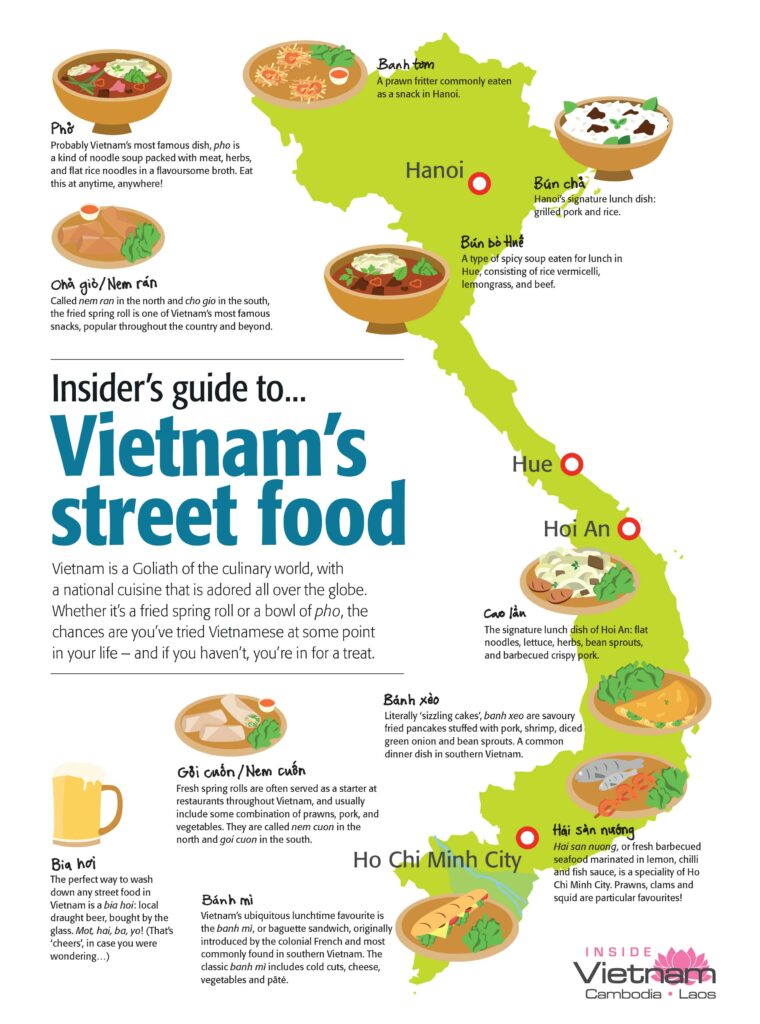 Phở
Probably Vietnam's most famous dish, pho is
a kind of noodle soup packed with meat, herbs,
and flat rice noodles in a flavoursome broth. Eat
this at anytime, anywhere!
Banh tom
A prawn fritter commonly eaten
as a snack in Hanoi.
Hanoi
Bún chả
Hanoi's signature lunch dish:
grilled pork and rice.
Chả giò/Nem rán
Called nem ran in the north and cho gio in the south,
the fried spring roll is one of Vietnam's most famous
snacks, popular throughout the country and beyond.
Bún bò Huế
A type of spicy soup eaten for lunch in
Hue, consisting of rice vermicelli,
lemongrass, and beef.
Insider's guide to...
Vietnam's
street food
Vietnam is a Goliath of the culinary world, with
a national cuisine that is adored all over the globe.
Whether it's a fried spring roll or a bowl of pho, the
chances are you've tried Vietnamese at some point
in your life – and if you haven't, you're in for a treat.
Hue
Hoi An
Cao lần
The signature lunch dish of Hoi An: flat
noodles, lettuce, herbs, bean sprouts,
and barbecued crispy pork.
Bánh xèo
Literally 'sizzling cakes', banh xeo are savoury
fried pancakes stuffed with pork, shrimp, diced
green onion and bean sprouts. A common
dinner dish in southern Vietnam.
Gỏi cuốn/Nem cuốn
Fresh spring rolls are often served as a starter at
restaurants throughout Vietnam, and usually
include some combination of prawns, pork, and
vegetables. They are called nem cuon in the
north and goi cuon in the south.
Bia hơi
The perfect way to wash
down any street food in
Vietnam is a bia hoi: local
draught beer, bought by the
glass. Mot, hai, ba, yo! (That's
'cheers', in case you were
wondering...)
Ho Chi Minh City
Hải sản nướng
Hai san nuong, or fresh barbecued
seafood marinated in lemon, chilli
and fish sauce, is a speciality of Ho
Chi Minh City. Prawns, clams and
squid are particular favourites!
Bánh mì
Vietnam's ubiquitous lunchtime favourite is
the banh mi, or baguette sandwich, originally
introduced by the colonial French and most
commonly found in southern Vietnam. The
classic banh mi includes cold cuts, cheese,
vegetables and pâté.
INSIDE
Vietnam
Cambodia • Laos